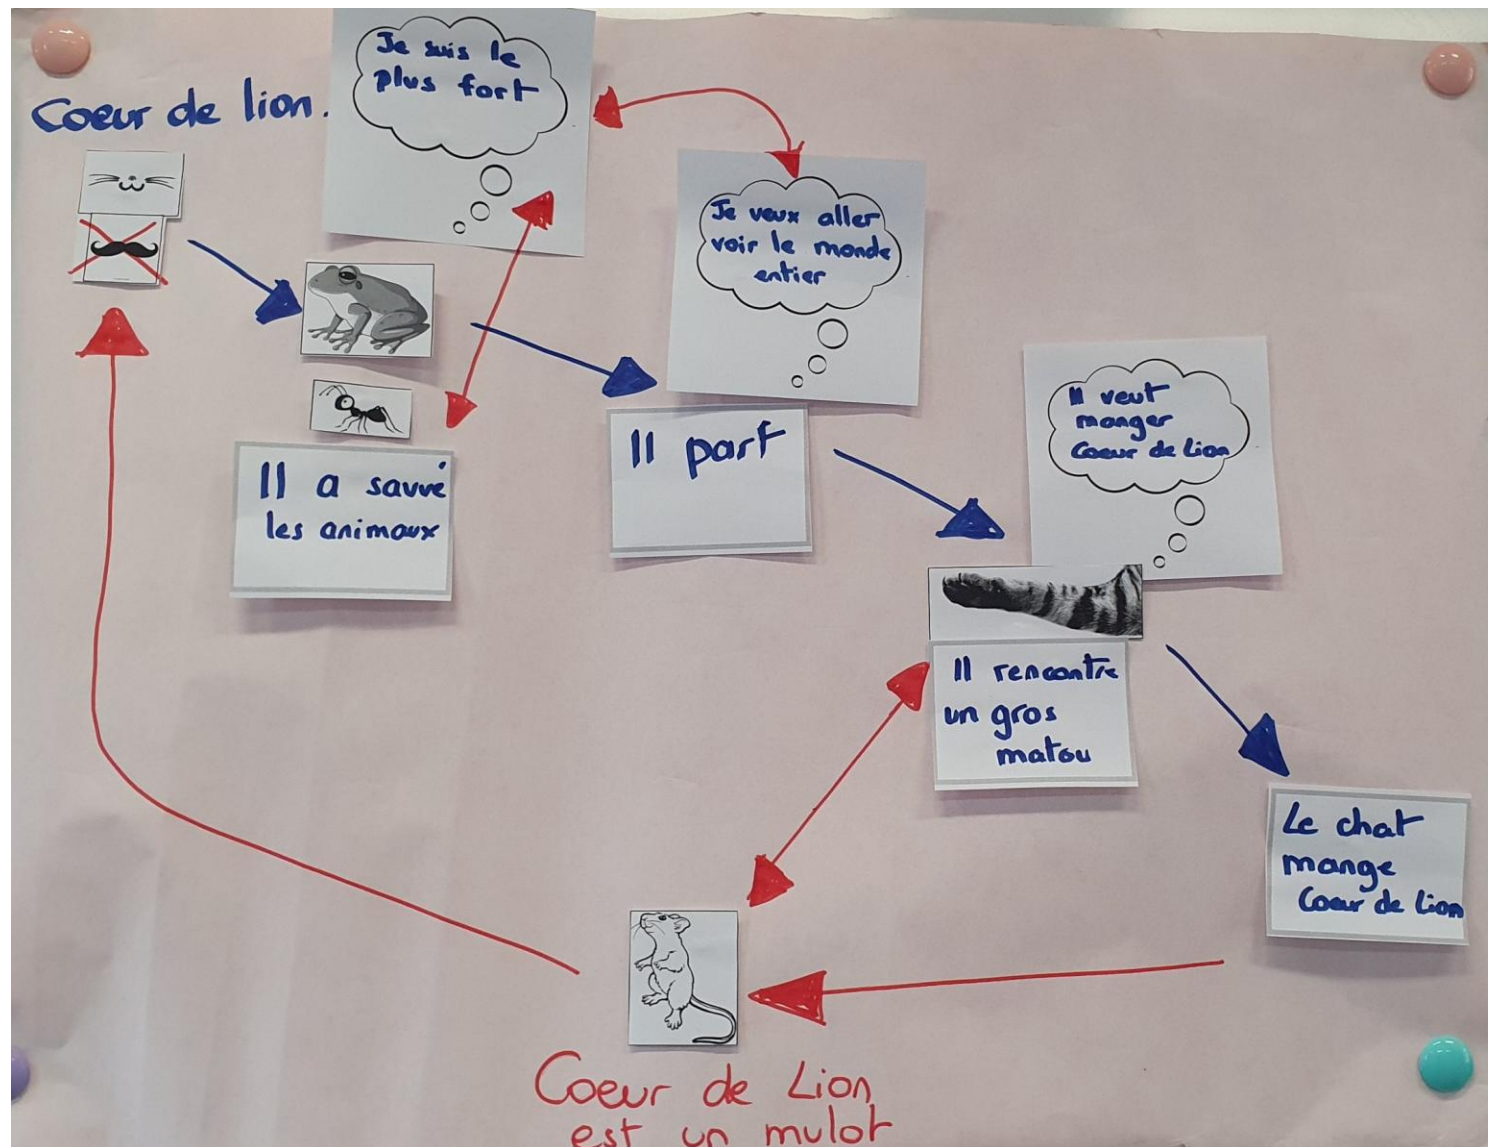 Coeur de lion.
Je suis le
plus fort
Je veux aller
voir le monde
entier
Il a sauvé
les animaux
Il part
Il veut
manger
Coeur de Lion
Il rencontre
un gros
matou
Le chat
mange
Coeur de Lion
Coeur de Lion
est un mulot